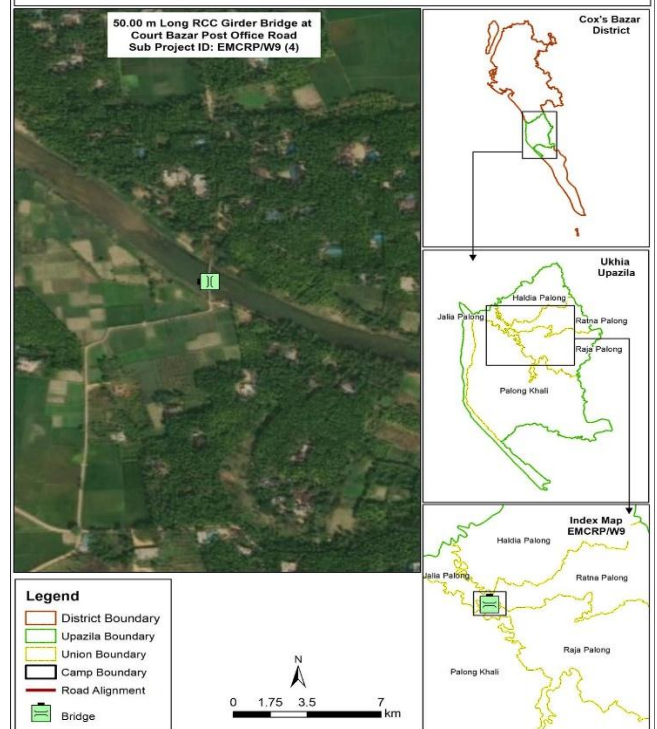 50.00 m Long RCC Girder Bridge at
Court Bazar Post Office Road
Sub Project ID: EMCRP/W9 (4)
Cox's Bazar
District
Ukhia
Upazila
Haldia Palong
Jalia Palong
Ratna Palong
Raja Palong
Palong Khali
Index Map
EMCRP/W9
Haldia Palong
Jalia Palong
Ratna Palong
Raja Palong
Palong Khali
Legend
District Boundary
Upazila Boundary
Union Boundary
Camp Boundary
Road Alignment
Bridge
N
0 1.75 3.5 7
km